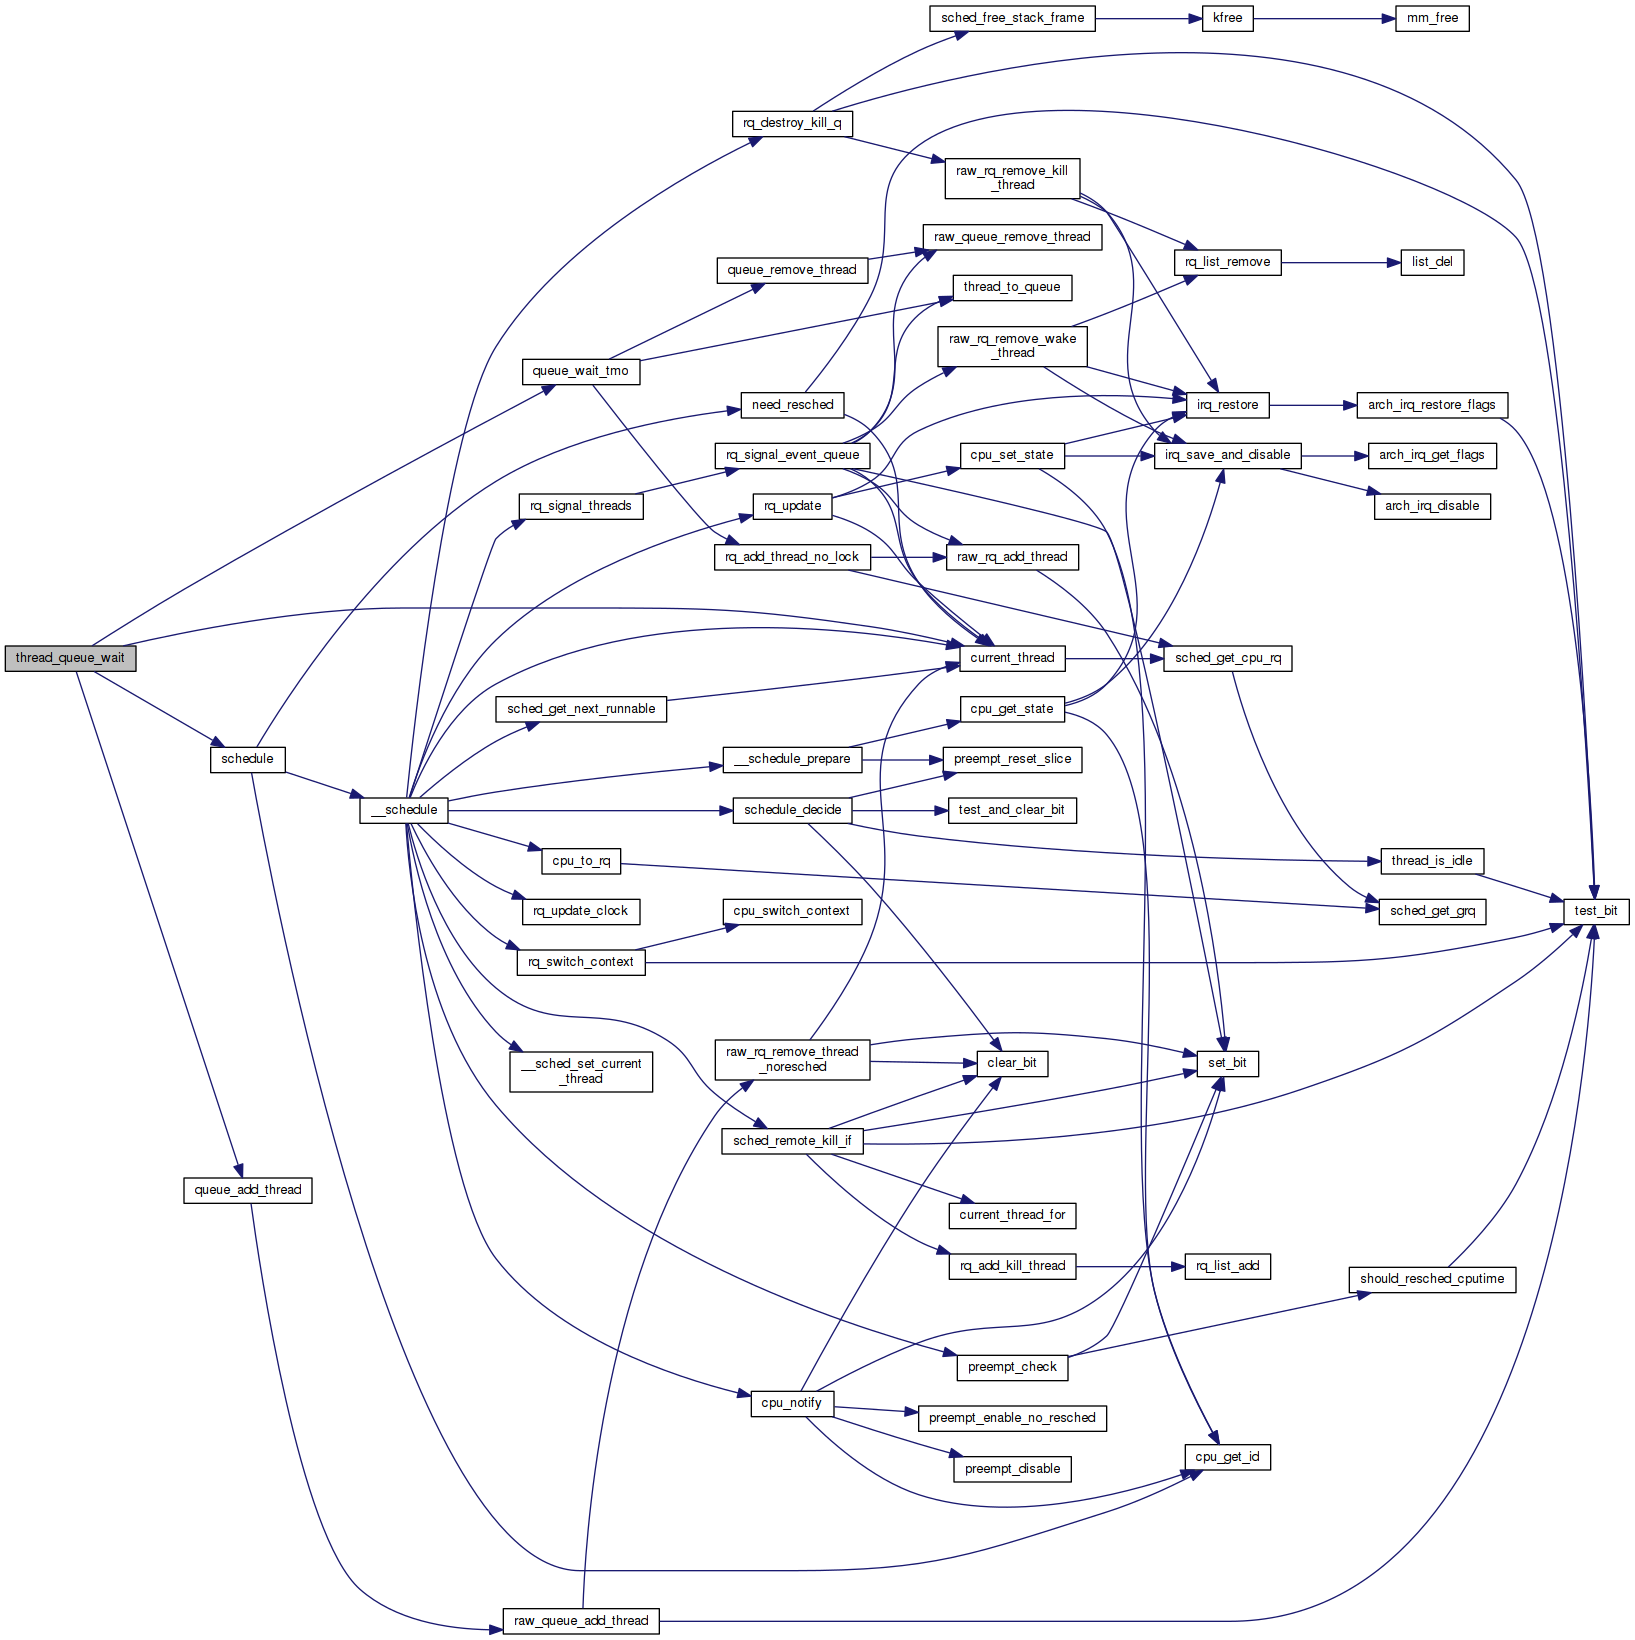 sched_free_stack_frame
kfree
mm_free
rq_destroy_kill_q
raw_rq_remove_kill
_thread
raw_queue_remove_thread
rq_list_remove
list_del
queue_remove_thread
thread_to_queue
raw_rq_remove_wake
_thread
queue_wait_tmo
need_resched
irq_restore
arch_irq_restore_flags
rq_signal_event_queue
cpu_set_state
irq_save_and_disable
arch_irq_get_flags
rq_signal_threads
rq_update
arch_irq_disable
rq_add_thread_no_lock
raw_rq_add_thread
thread_queue_wait
current_thread
sched_get_cpu_rq
sched_get_next_runnable
cpu_get_state
schedule
__schedule_prepare
preempt_reset_slice
__schedule
schedule_decide
test_and_clear_bit
cpu_to_rq
thread_is_idle
rq_update_clock
cpu_switch_context
sched_get_grq
test_bit
rq_switch_context
__sched_set_current
_thread
raw_rq_remove_thread
_noresched
clear_bit
set_bit
sched_remote_kill_if
queue_add_thread
current_thread_for
rq_add_kill_thread
rq_list_add
should_resched_cputime
preempt_check
cpu_notify
preempt_enable_no_resched
preempt_disable
cpu_get_id
raw_queue_add_thread